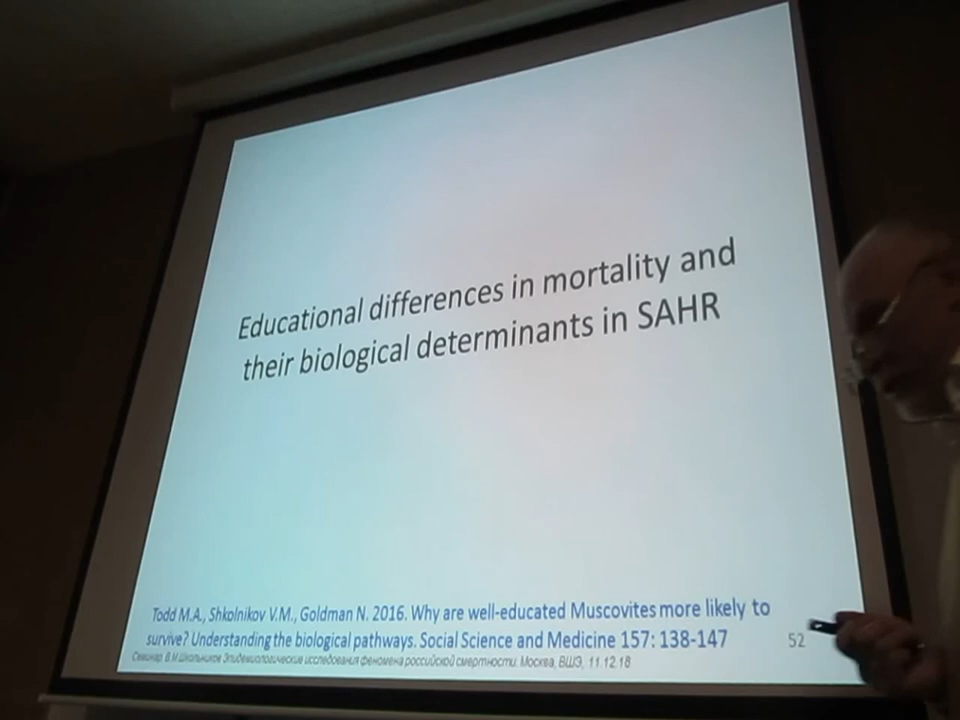 Educational differences in mortality and
their biological determinants in SAHR
Todd M.A., Shkolnikov V.M., Goldman N. 2016. Why are well-educated Muscovites more likely to
survive? Understanding the biological pathways. Social Science and Medicine 157: 138-147
52
Семинар. В.М.Школьников Эпидемиологические исследования феномена российской смертности. Москва, ВШЭ, 11.12.18